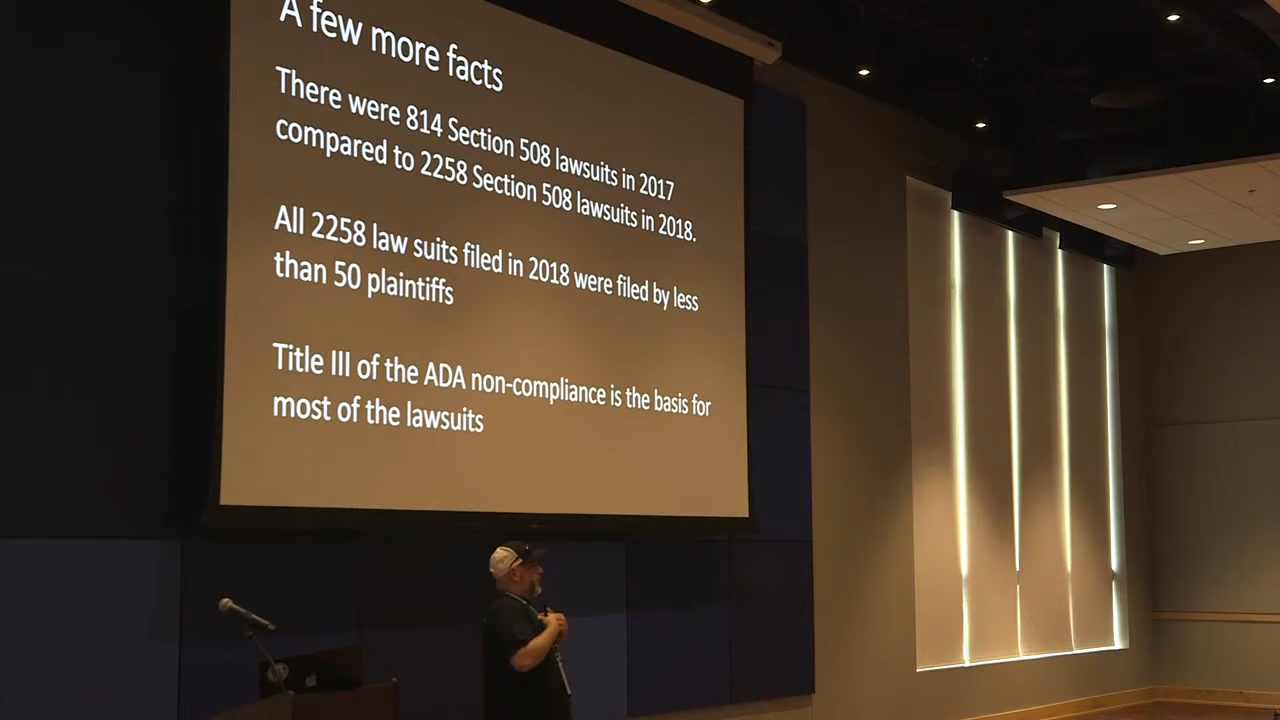 A few more facts
There were 814 Section 508 lawsuits in 2017
compared to 2258 Section 508 lawsuits in 2018.
All 2258 law suits filed in 2018 were filed by less
than 50 plaintiffs
Title III of the ADA non-compliance is the basis for
most of the lawsuits